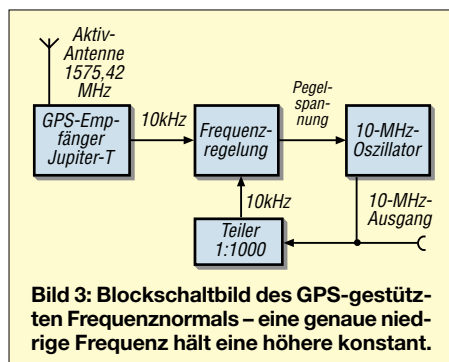 Aktiv-
Antenne
1575,42
MHz
GPS-Emp-
fänger
Jupiter-T
10kHz
Frequenz-
regelung
Pegel-
span-
nung
10-MHz-
Oszillator
10kHz
Teiler
1:1000
10-MHz-
Ausgang
Bild 3: Blockschaltbild des GPS-gestütz-
ten Frequenznormals – eine genaue nied-
rige Frequenz hält eine höhere konstant.